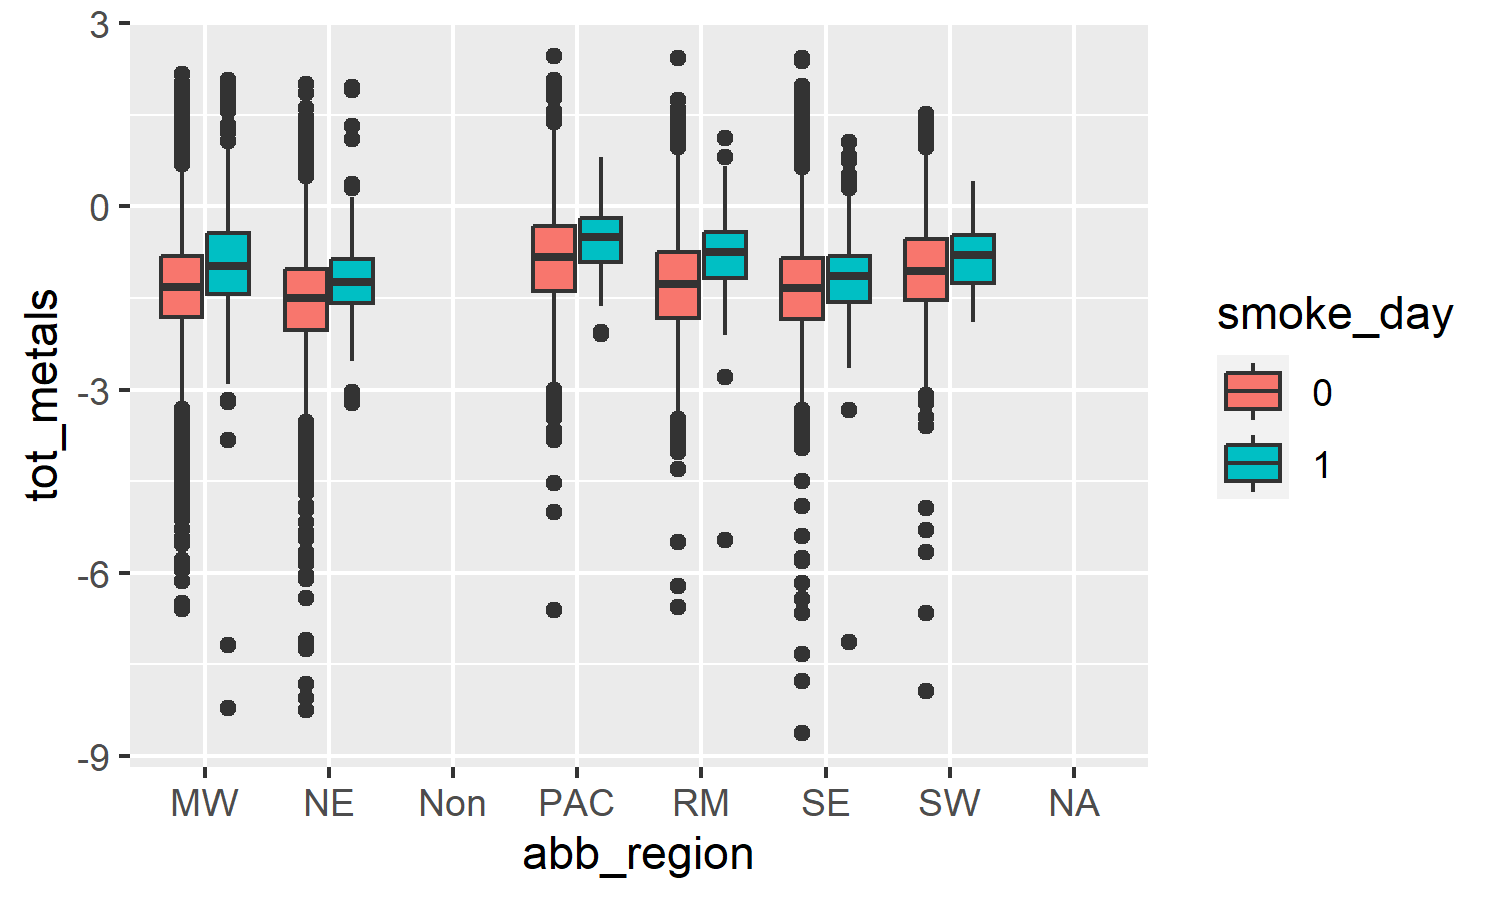 3
0
-3
-6
-9
tot_metals
MW NE Non PAC RM SE SW NA
abb_region
smoke_day
0
1